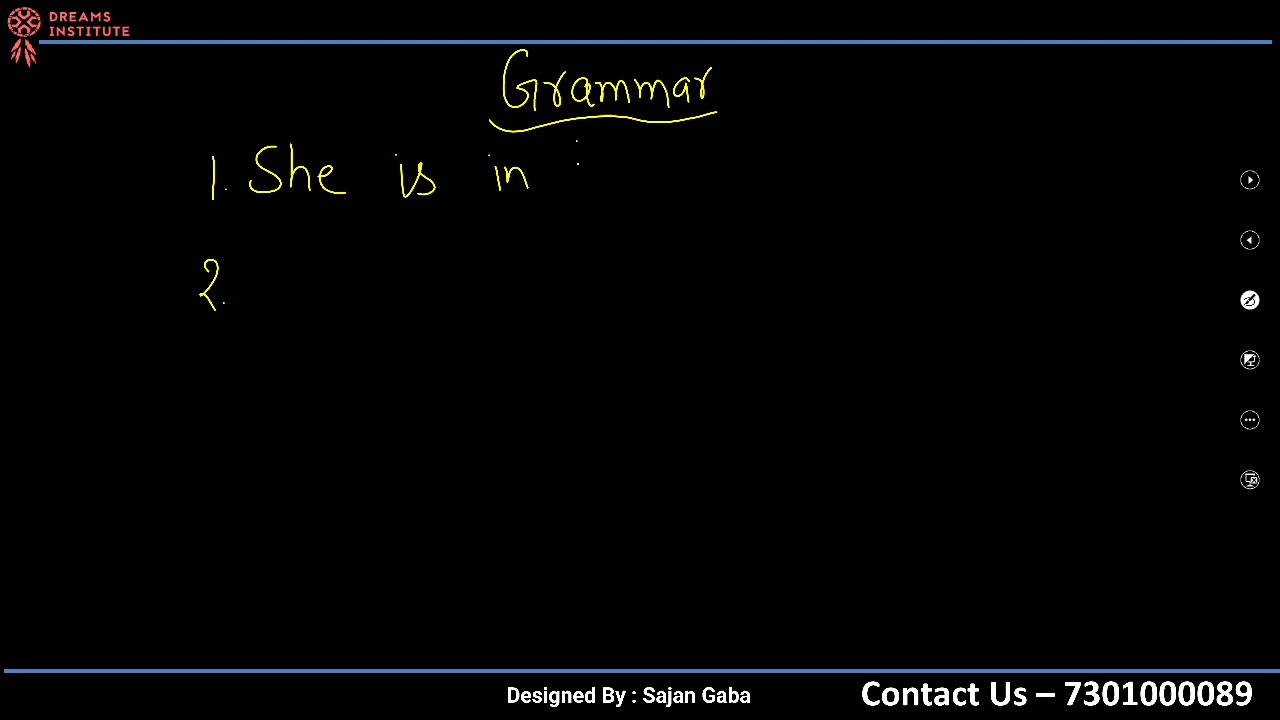 DREAMS
INSTITUTE
Grammar
1. She is in
2.
Designed By : Sajan Gaba
Contact Us – 7301000089